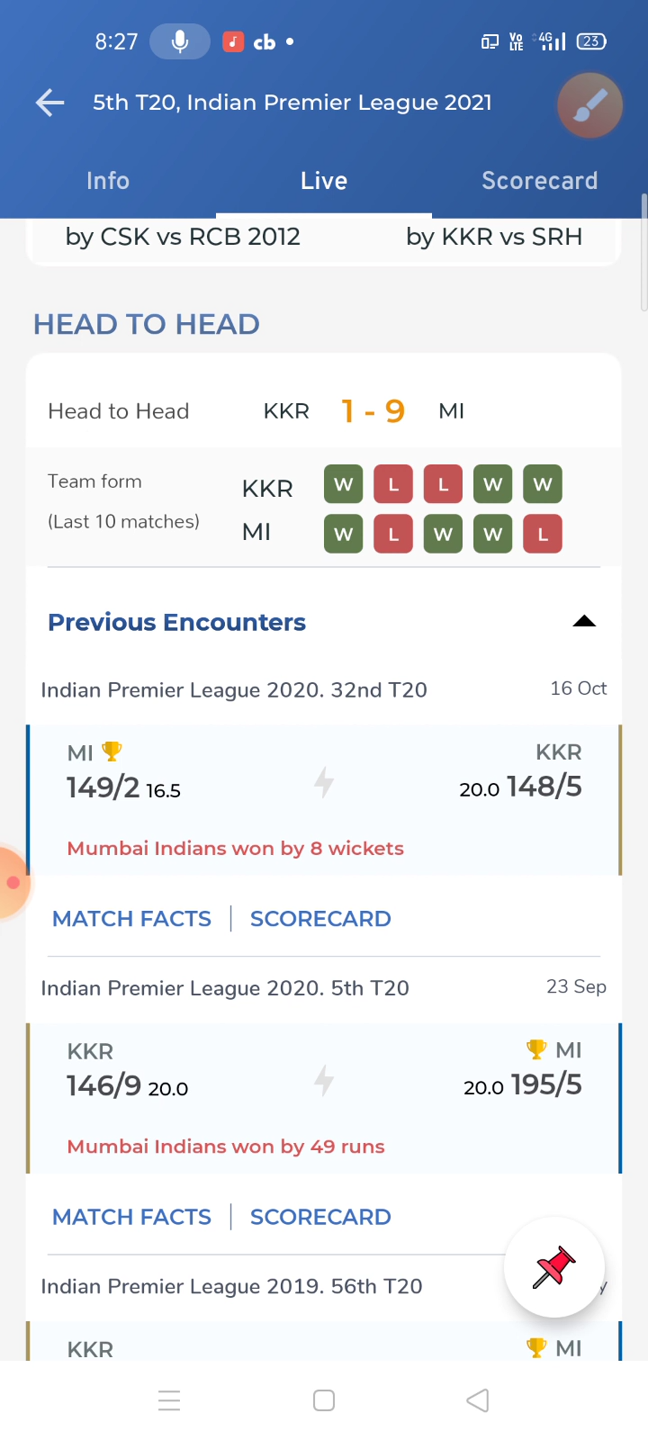 8:27 cb VO LTE 4G 23
5th T20, Indian Premier League 2021
Info Live Scorecard
by CSK vs RCB 2012 by KKR vs SRH
HEAD TO HEAD
Head to Head KKR 1 - 9 MI
Team form
(Last 10 matches)
KKR W L L W W
MI W L W W L
Previous Encounters
Indian Premier League 2020. 32nd T20 16 Oct
MI KKR
149/2 16.5 20.0 148/5
Mumbai Indians won by 8 wickets
MATCH FACTS | SCORECARD
Indian Premier League 2020. 5th T20 23 Sep
KKR MI
146/9 20.0 20.0 195/5
Mumbai Indians won by 49 runs
MATCH FACTS | SCORECARD
Indian Premier League 2019. 56th T20
KKR MI